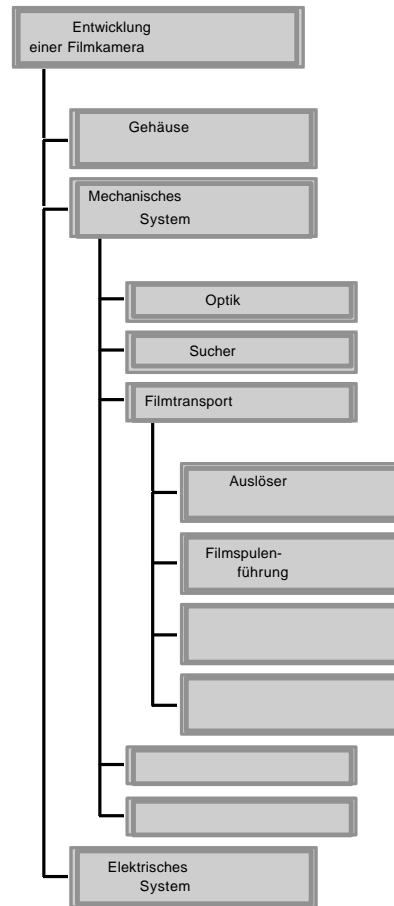 Entwicklung
einer Filmkamera
Gehäuse
Mechanisches
System
Optik
Sucher
Filmtransport
Auslöser
Filmspulen-
führung
Elektrisches
System